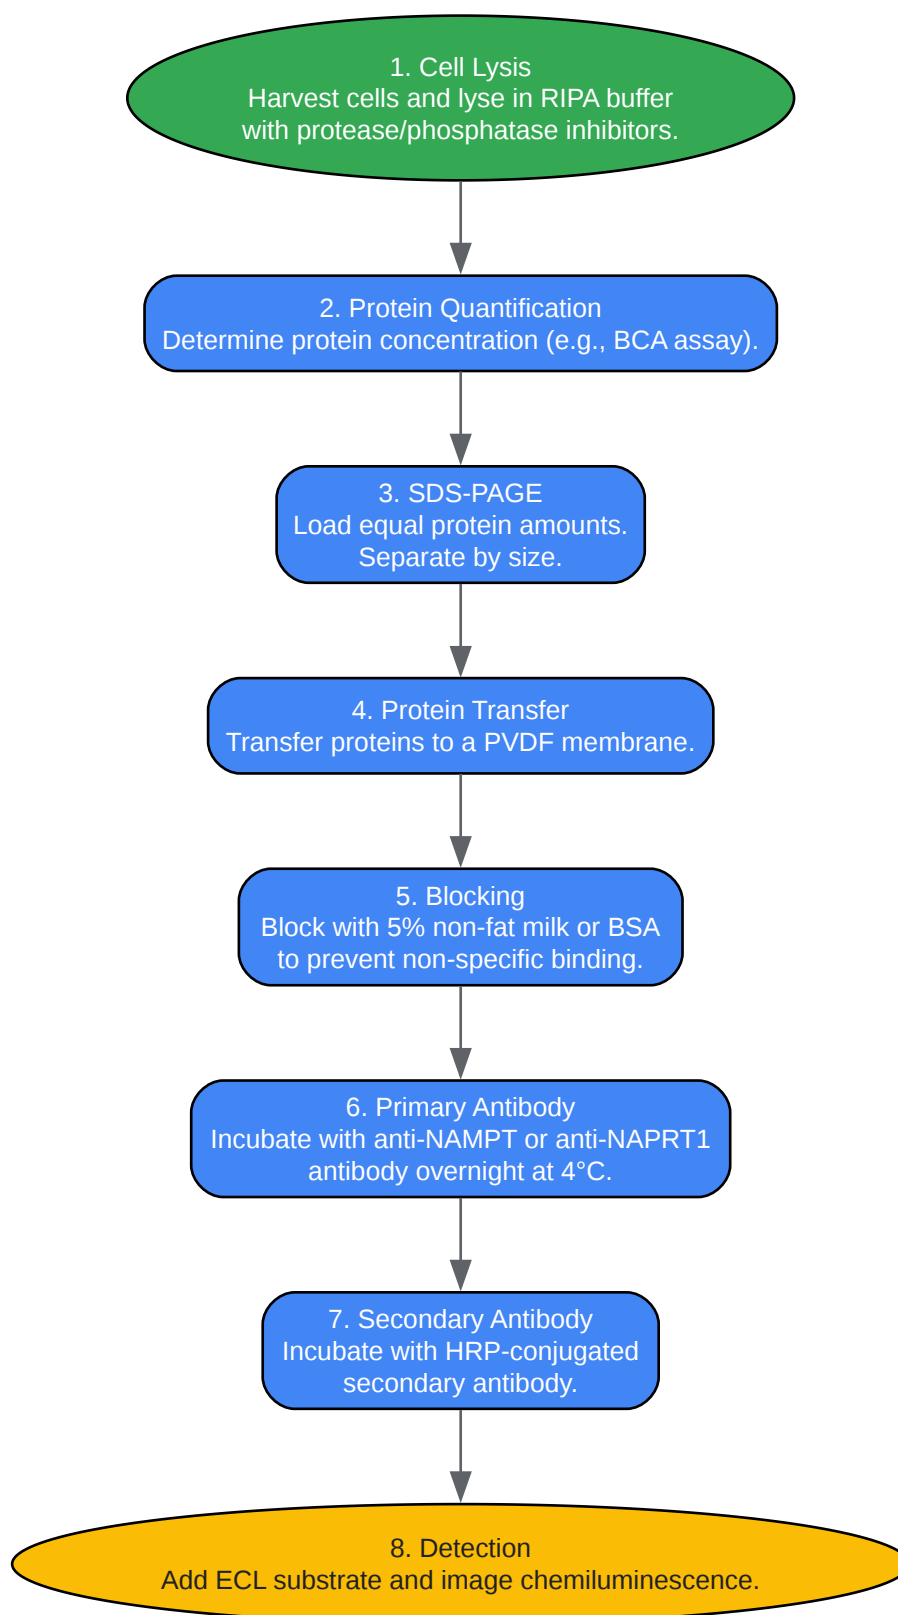 1. Cell Lysis
Harvest cells and lyse in RIPA buffer
with protease/phosphatase inhibitors.
2. Protein Quantification
Determine protein concentration (e.g., BCA assay).
3. SDS-PAGE
Load equal protein amounts.
Separate by size.
4. Protein Transfer
Transfer proteins to a PVDF membrane.
5. Blocking
Block with 5% non-fat milk or BSA
to prevent non-specific binding.
6. Primary Antibody
Incubate with anti-NAMPT or anti-NAPRT1
antibody overnight at 4°C.
7. Secondary Antibody
Incubate with HRP-conjugated
secondary antibody.
8. Detection
Add ECL substrate and image chemiluminescence.